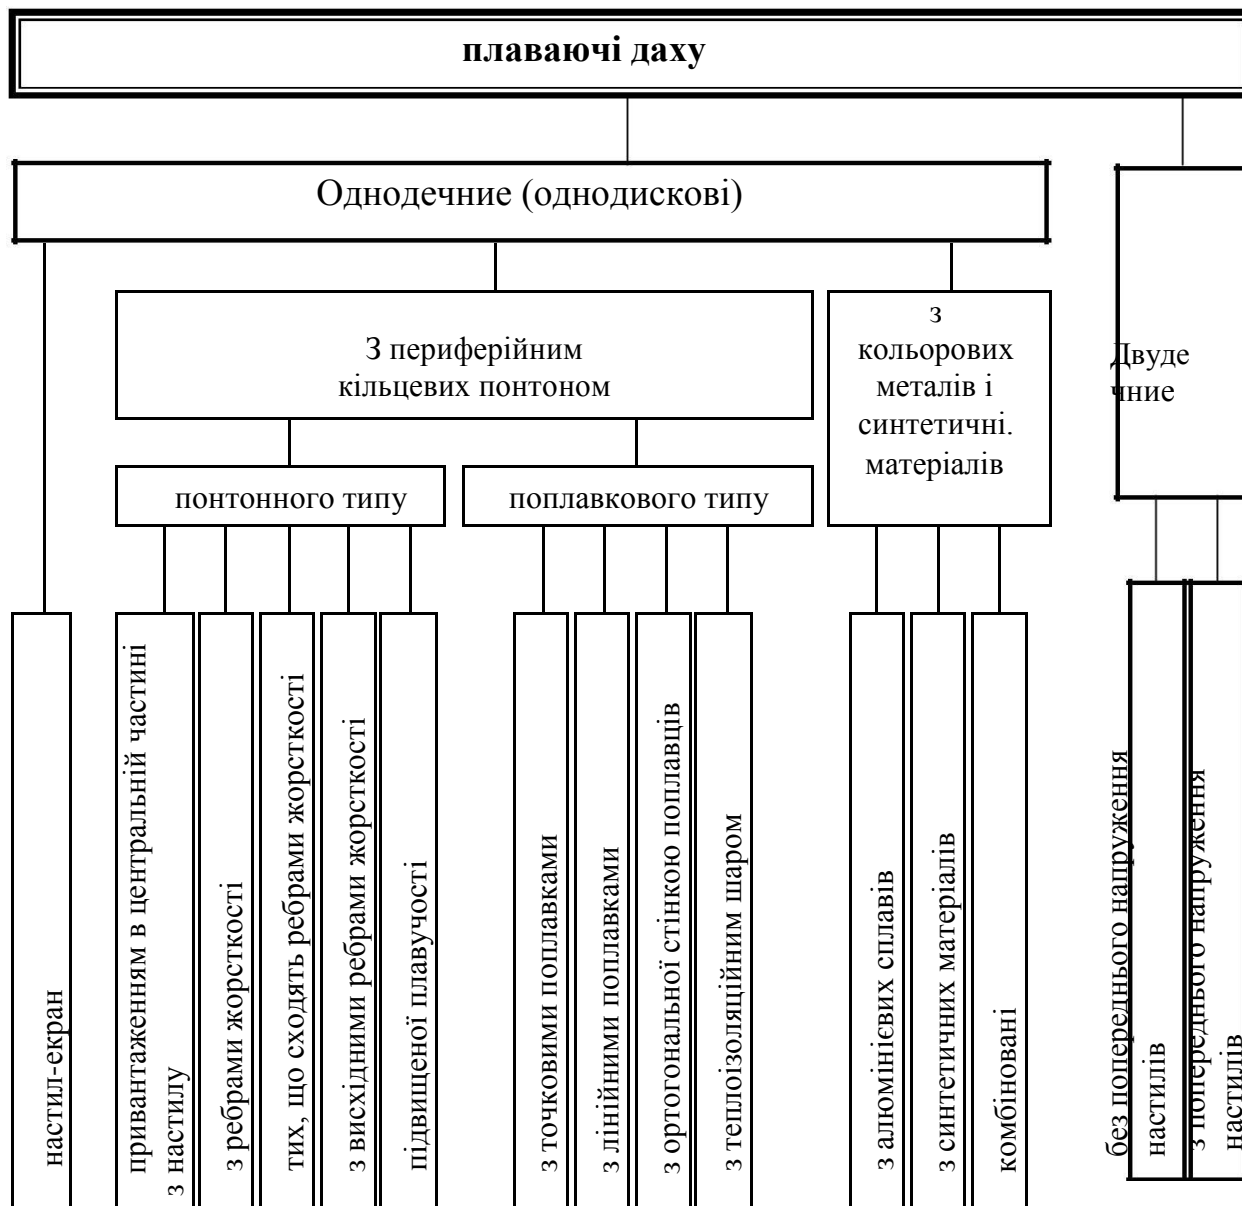 плаваючі даху
Однодечние (однодискові)
З периферійним
кільцевих понтоном
з
кольорових
металів і
синтетичні.
матеріалів
Двуде
чние
понтонного типу
поплавкового типу
настил-екран
привантаженням в центральній частині
з настилу
з ребрами жорсткості
тих, що сходять ребрами жорсткості
з висхідними ребрами жорсткості
підвищеної плавучості
з точковими поплавками
з лінійними поплавками
з ортогональної стінкою поплавців
з теплоізоляційним шаром
з алюмінієвих сплавів
з синтетичних матеріалів
комбіновані
без попереднього напруження
настилів
з попереднього напруження
настилів